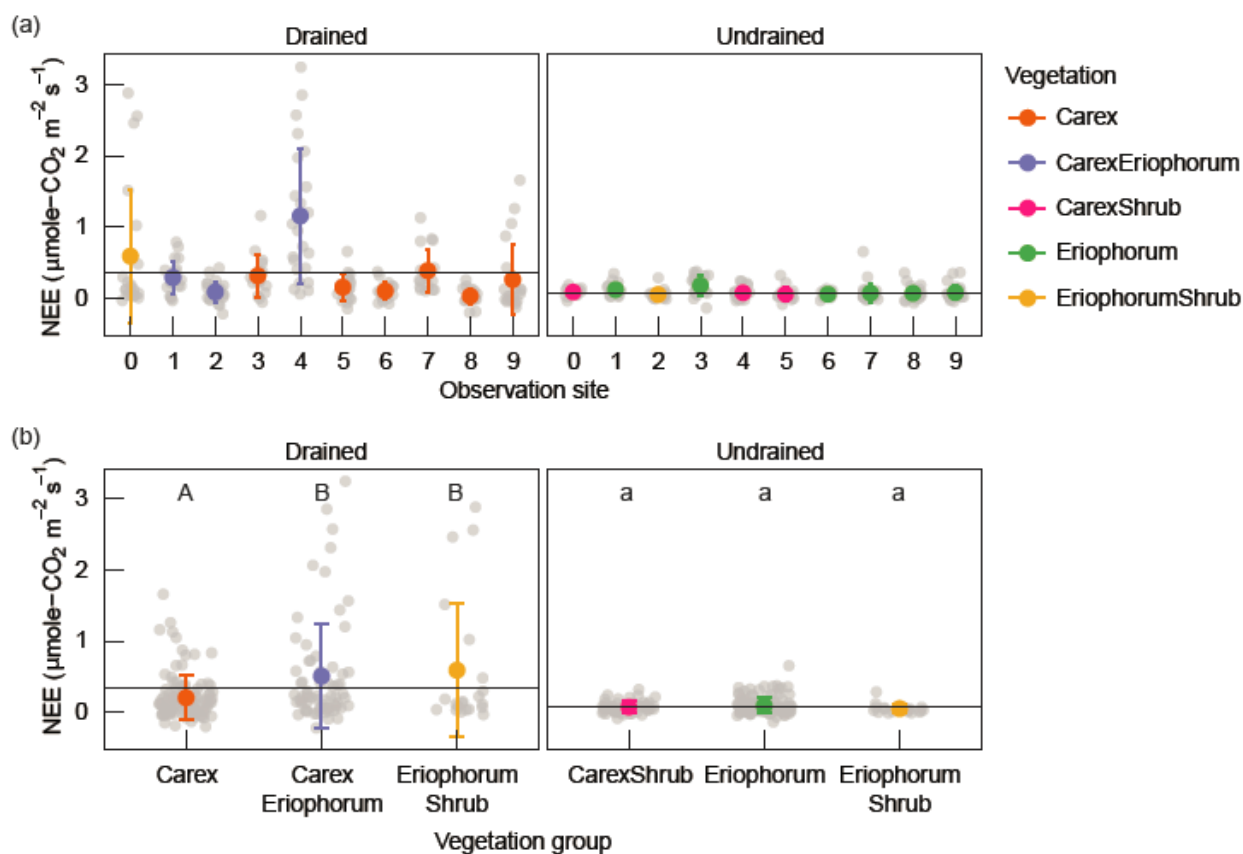 (a)
Drained Undrained
NEE (µmole−CO₂ m⁻² s⁻¹)
3
2
1
0
0 1 2 3 4 5 6 7 8 9 0 1 2 3 4 5 6 7 8 9
Observation site
Vegetation
Carex
CarexEriophorum
CarexShrub
Eriophorum
EriophorumShrub
(b)
Drained Undrained
NEE (µmole−CO₂ m⁻² s⁻¹)
3
2
1
0
A B B a a a
Carex Carex Eriophorum CarexShrub Eriophorum Eriophorum
Eriophorum Shrub Shrub
Vegetation group